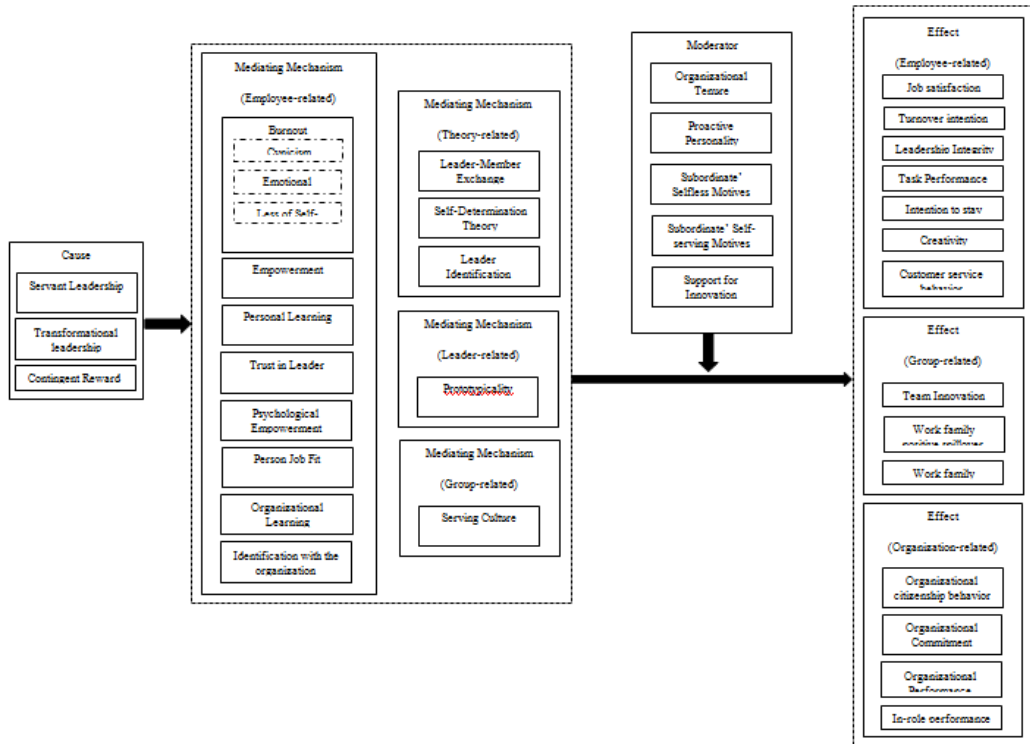 Cause
Servant Leadership
Transformational
leadership
Contingent Reward
Mediating Mechanism
(Employee-related)
Burnout
Cynicism
Emotional
Less of Self-
Empowerment
Personal Learning
Trust in Leader
Psychological
Empowerment
Person Job Fit
Organizational
Learning
Identification with the
organization
Mediating Mechanism
(Theory-related)
Leader-Member
Exchange
Self-Determination
Theory
Leader
Identification
Mediating Mechanism
(Leader-related)
Prototypicality
Mediating Mechanism
(Group-related)
Serving Culture
Moderator
Organizational
Tenure
Proactive
Personality
Subordinate’
Selfless Motives
Subordinate’ Self-
serving Motives
Support for
Innovation
Effect
(Employee-related)
Job satisfaction
Turnover intention
Leadership Integrity
Task Performance
Intention to stay
Creativity
Customer service
behavior
Effect
(Group-related)
Team Innovation
Work family
positive spillover
Work family
Effect
(Organization-related)
Organizational
citizenship behavior
Organizational
Commitment
Organizational
Performance
In-role performance